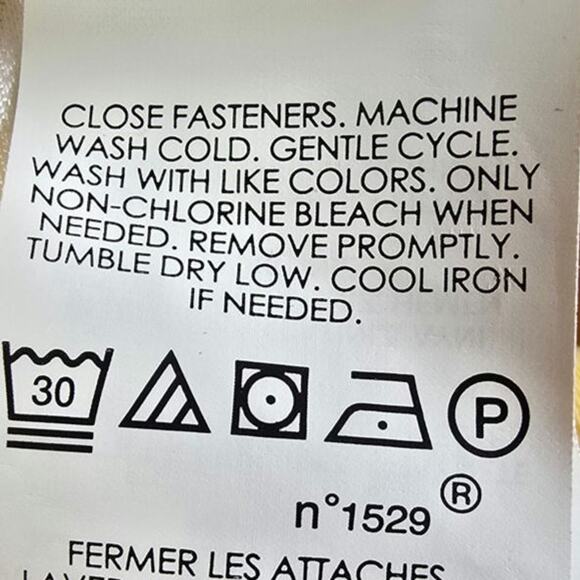 CLOSE FASTENERS. MACHINE
WASH COLD. GENTLE CYCLE.
WASH WITH LIKE COLORS. ONLY
NON-CHLORINE BLEACH WHEN
NEEDED. REMOVE PROMPTLY.
TUMBLE DRY LOW. COOL IRON
IF NEEDED.
30 P
n°1529 ®
FERMER LES ATTACHES